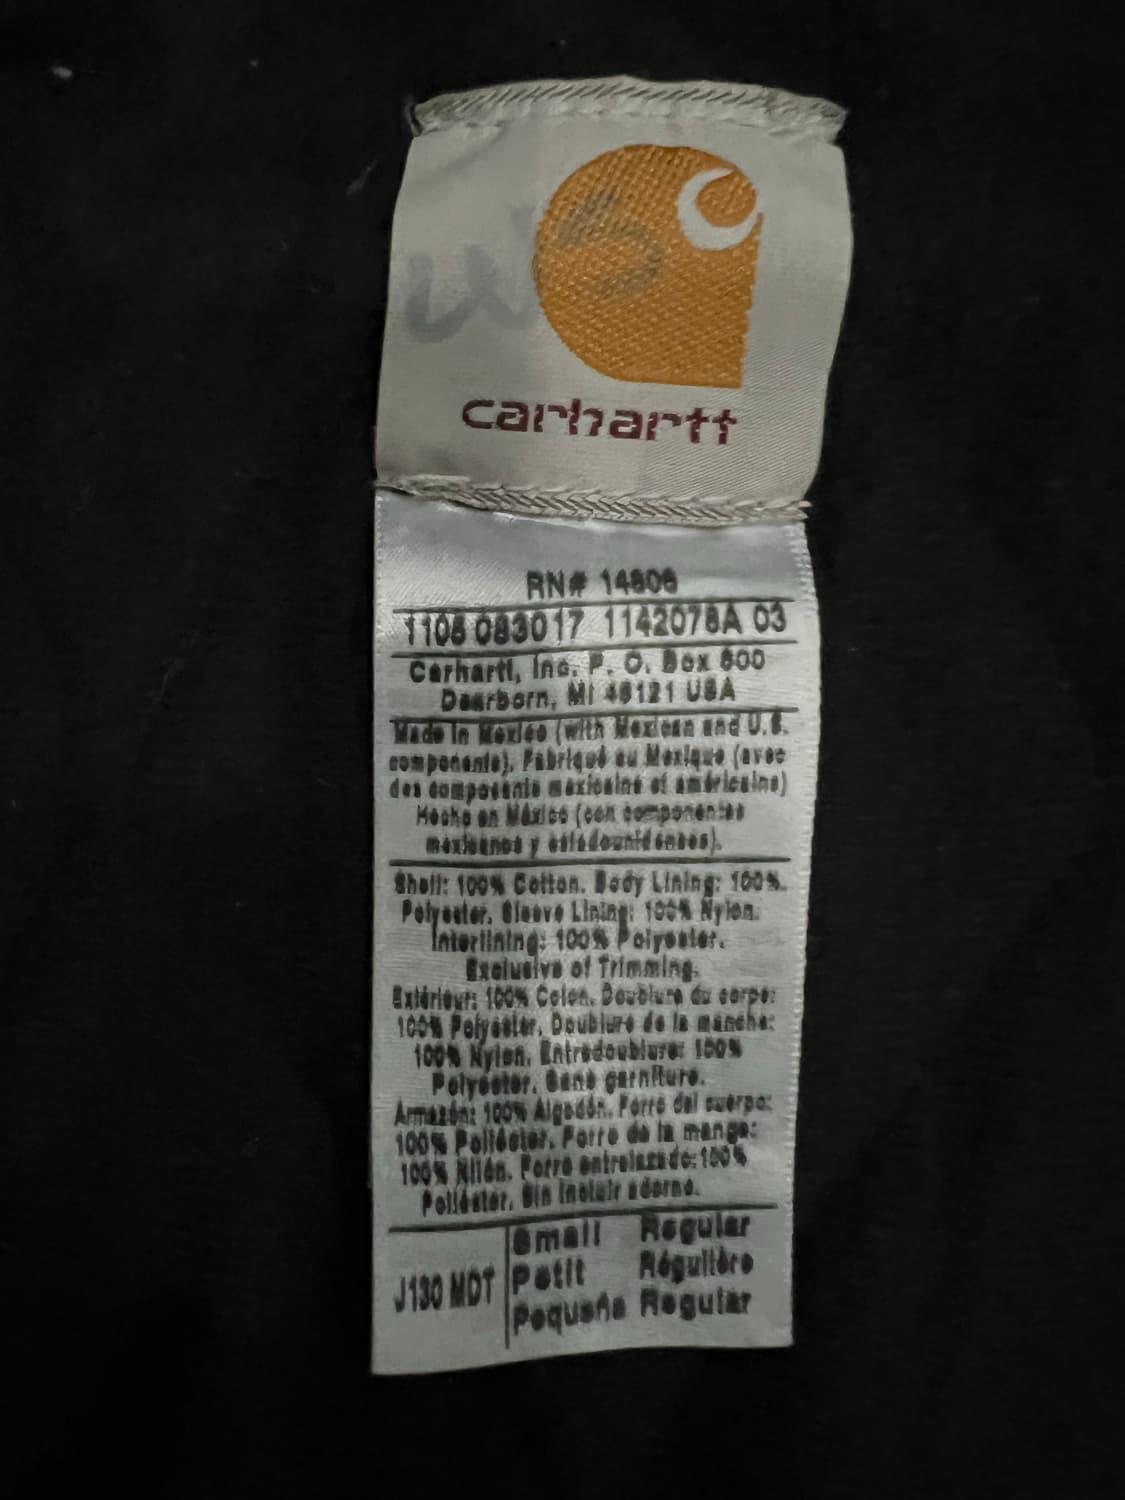 W'S
carhartt
RN# 14806
1108 083017 1142078A 03
Carhartt, Inc. P. O. Box 600
Dearborn, MI 48121 USA
Made in Mexico (with Mexican and U.S.
components). Fabriqué au Mexique (avec
des composants mexicains et américains)
Hecho en México (con componentes
mexicanos y estadounidenses).
Shell: 100% Cotton. Body Lining: 100%
Polyester. Sleeve Lining: 100% Nylon.
Interlining: 100% Polyester.
Exclusive of Trimming.
Extérieur: 100% Coton. Doublure du corps:
100% Polyester. Doublure de la manche:
100% Nylon. Entredoublure: 100%
Polyester. Sans garniture.
Armazón: 100% Algodón. Forro del cuerpo:
100% Poliéster. Forro de la manga:
100% Nilón. Forro entrelazado: 100%
Poliéster. Sin incluir adorno.
J130 MDT
Small Regular
Petit Régulière
Pequeña Regular